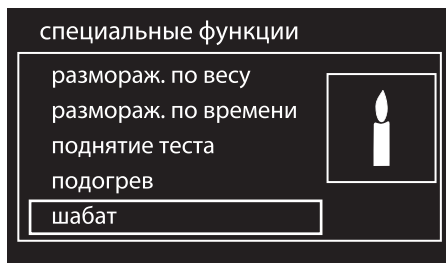 специальные функции
размораж. по весу
размораж. по времени
поднятие теста
подогрев
шабат